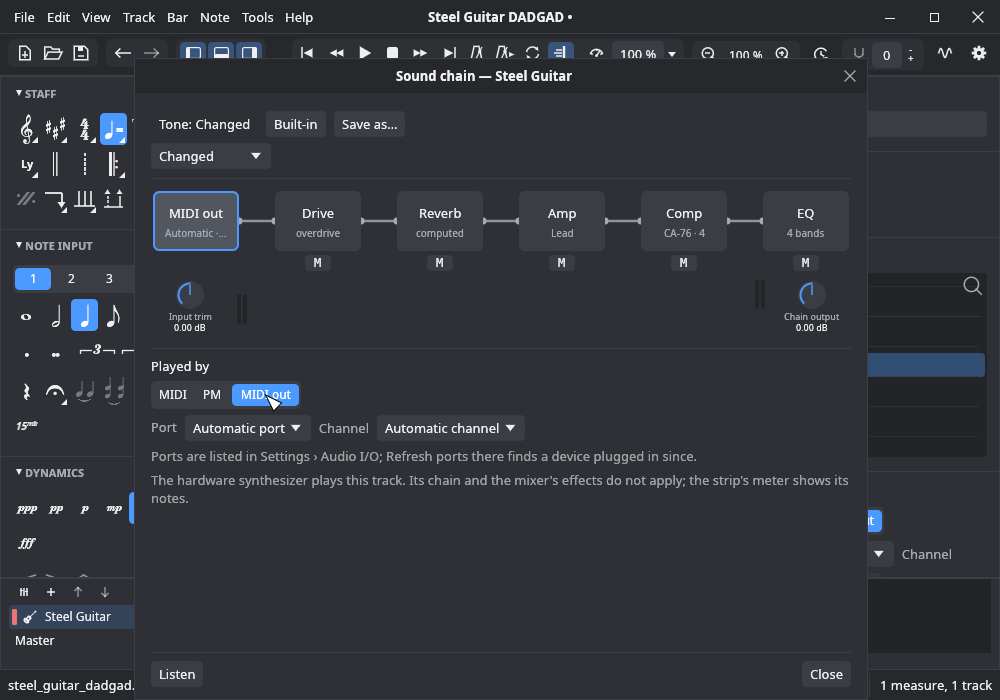 File Edit View Track Bar Note Tools Help
Steel Guitar DADGAD •
100 %
100 %
0
Sound chain — Steel Guitar
STAFF
Ly
NOTE INPUT
1 2 3
3
15mb
DYNAMICS
ppp pp p mp
fff
Steel Guitar
Master
steel_guitar_dadgad.
Tone: Changed Built-in Save as...
Changed
MIDI out
Automatic ·...
Drive
overdrive
M
Reverb
computed
M
Amp
Lead
M
Comp
CA-76 · 4
M
EQ
4 bands
M
Input trim
0.00 dB
Chain output
0.00 dB
Played by
MIDI PM MIDI out
Port Automatic port Channel Automatic channel
Ports are listed in Settings › Audio I/O; Refresh ports there finds a device plugged in since.
The hardware synthesizer plays this track. Its chain and the mixer's effects do not apply; the strip's meter shows its
notes.
Listen Close
Channel
1 measure, 1 track